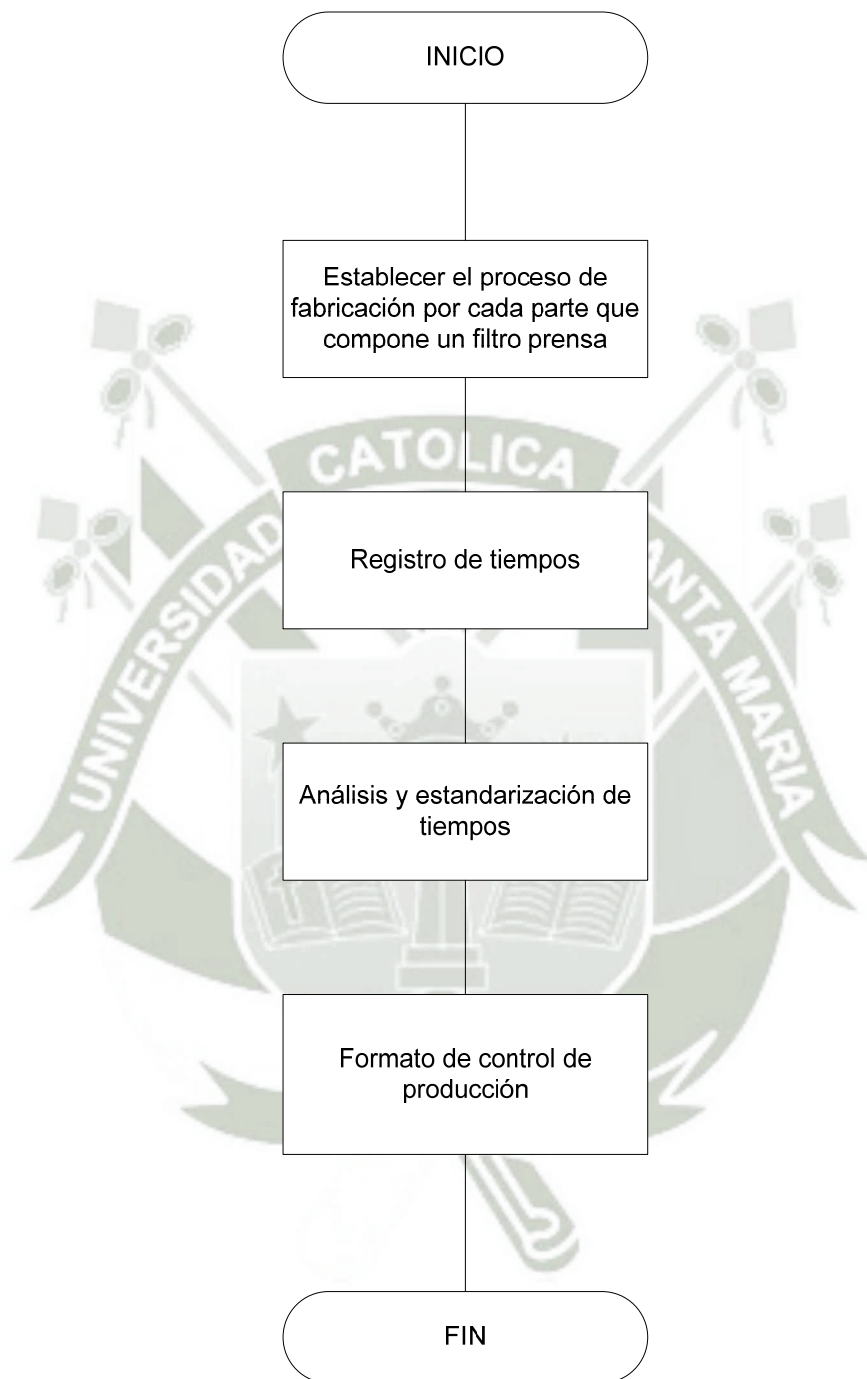 INICIO
Establecer el proceso de
fabricación por cada parte que
compone un filtro prensa
CATOLICA
UNIVERSIDAD
ANTA MARIA
Registro de tiempos
Análisis y estandarización de
tiempos
Formato de control de
producción
FIN